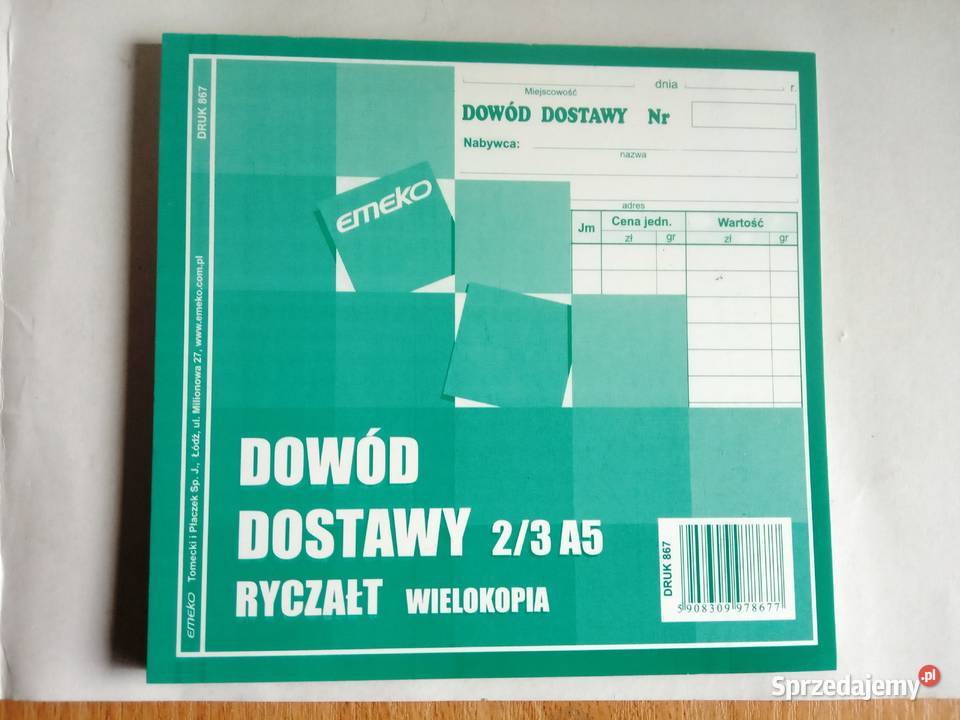 DRUK 867
EMEKO Tomecki i Płaczek Sp. J., Łódź, ul. Milionowa 27, www.emeko.com.pl
dnia r.
Miejscowość
DOWÓD DOSTAWY Nr
Nabywca:
nazwa
adres
Jm Cena jedn. Wartość
zł gr zł gr
EMEKO
DOWÓD
DOSTAWY 2/3 A5
RYCZAŁT WIELOKOPIA
DRUK 867
5 908309 978677
Sprzedajemy.pl